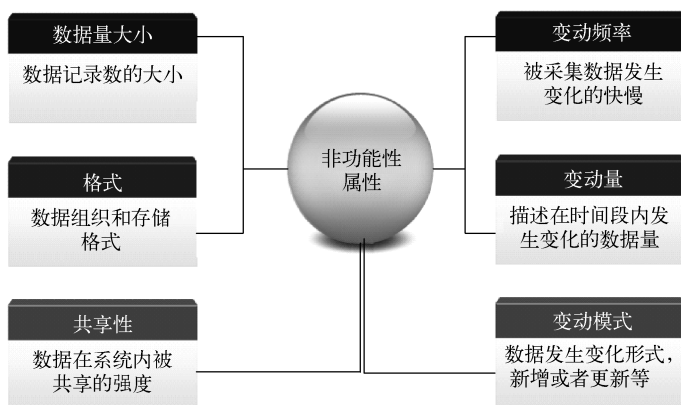 数据量大小
数据记录数的大小
格式
数据组织和存储
格式
共享性
数据在系统内被
共享的强度
非功能性
属性
变动频率
被采集数据发生
变化的快慢
变动量
描述在时间段内发
生变化的数据量
变动模式
数据发生变化形式，
新增或者更新等